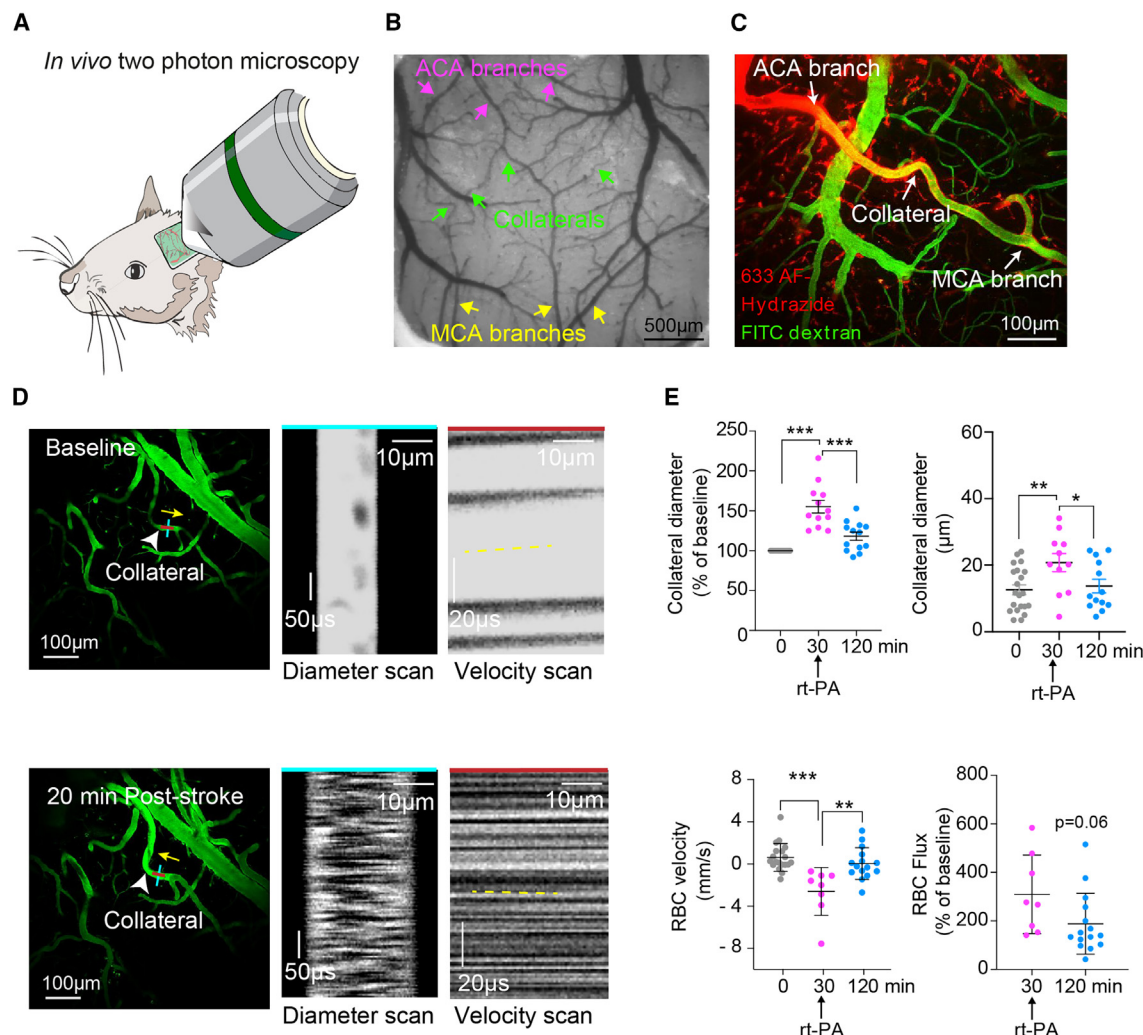 A
In vivo two photon microscopy
B
ACA branches
Collaterals
MCA branches
500µm
C
ACA branch
Collateral
MCA branch
633 AF
Hydrazide
FITC dextran
100µm
D
Baseline
Collateral
100µm
10µm
50µs
Diameter scan
10µm
20µs
Velocity scan
20 min Post-stroke
Collateral
100µm
10µm
50µs
Diameter scan
10µm
20µs
Velocity scan
E
Collateral diameter
(% of baseline)
250
200
150
100
50
0
*** ***
0 30 120 min
rt-PA
Collateral diameter
(µm)
60
40
20
0
** *
0 30 120 min
rt-PA
RBC velocity
(mm/s)
8
4
0
- 4
- 8
*** **
0 30 120 min
rt-PA
RBC Flux
(% of baseline)
800
600
400
200
0
p=0.06
30 120 min
rt-PA